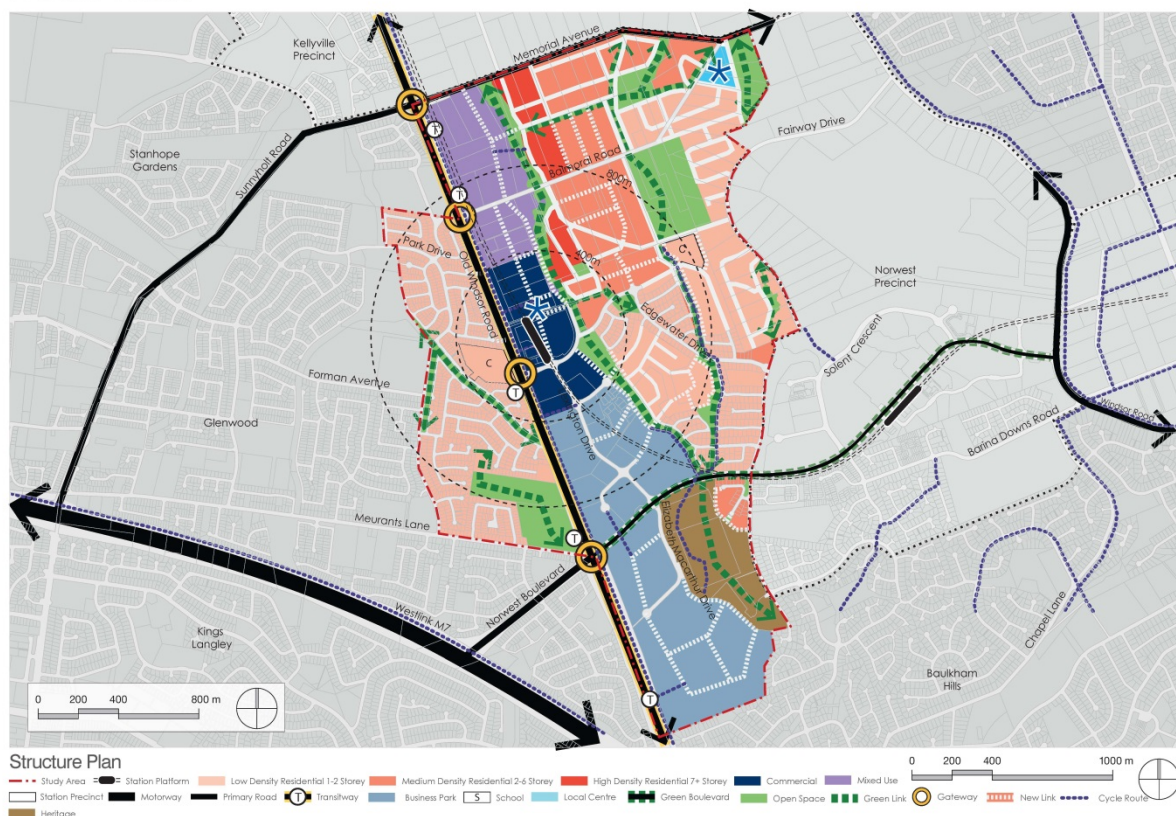 Kellyville
Precinct
Memorial Avenue
T
Stanhope
Gardens
Sunnyholt Road
Fairway Drive
Balmoral Road
800m
T
Park Drive
Old Windsor Road
C
400m
Norwest
Precinct
Edgewater Drive
Solent Crescent
C
Forman Avenue
T
Glenwood
Windsor Road
Barina Downs Road
Meurants Lane
T
Elizabeth Macarthur Drive
Norwest Boulevard
Westlink M7
Kings
Langley
Chapel Lane
Baulkham
Hills
T
0 200 400 800 m
Structure Plan
0 200 400 1000 m
Study Area Station Platform Low Density Residential 1-2 Storey Medium Density Residential 2-6 Storey High Density Residential 7+ Storey Commercial Mixed Use
Station Precinct Motorway Primary Road T Transitway Business Park S School Local Centre Green Boulevard Open Space Green Link Gateway New Link Cycle Route
Heritage